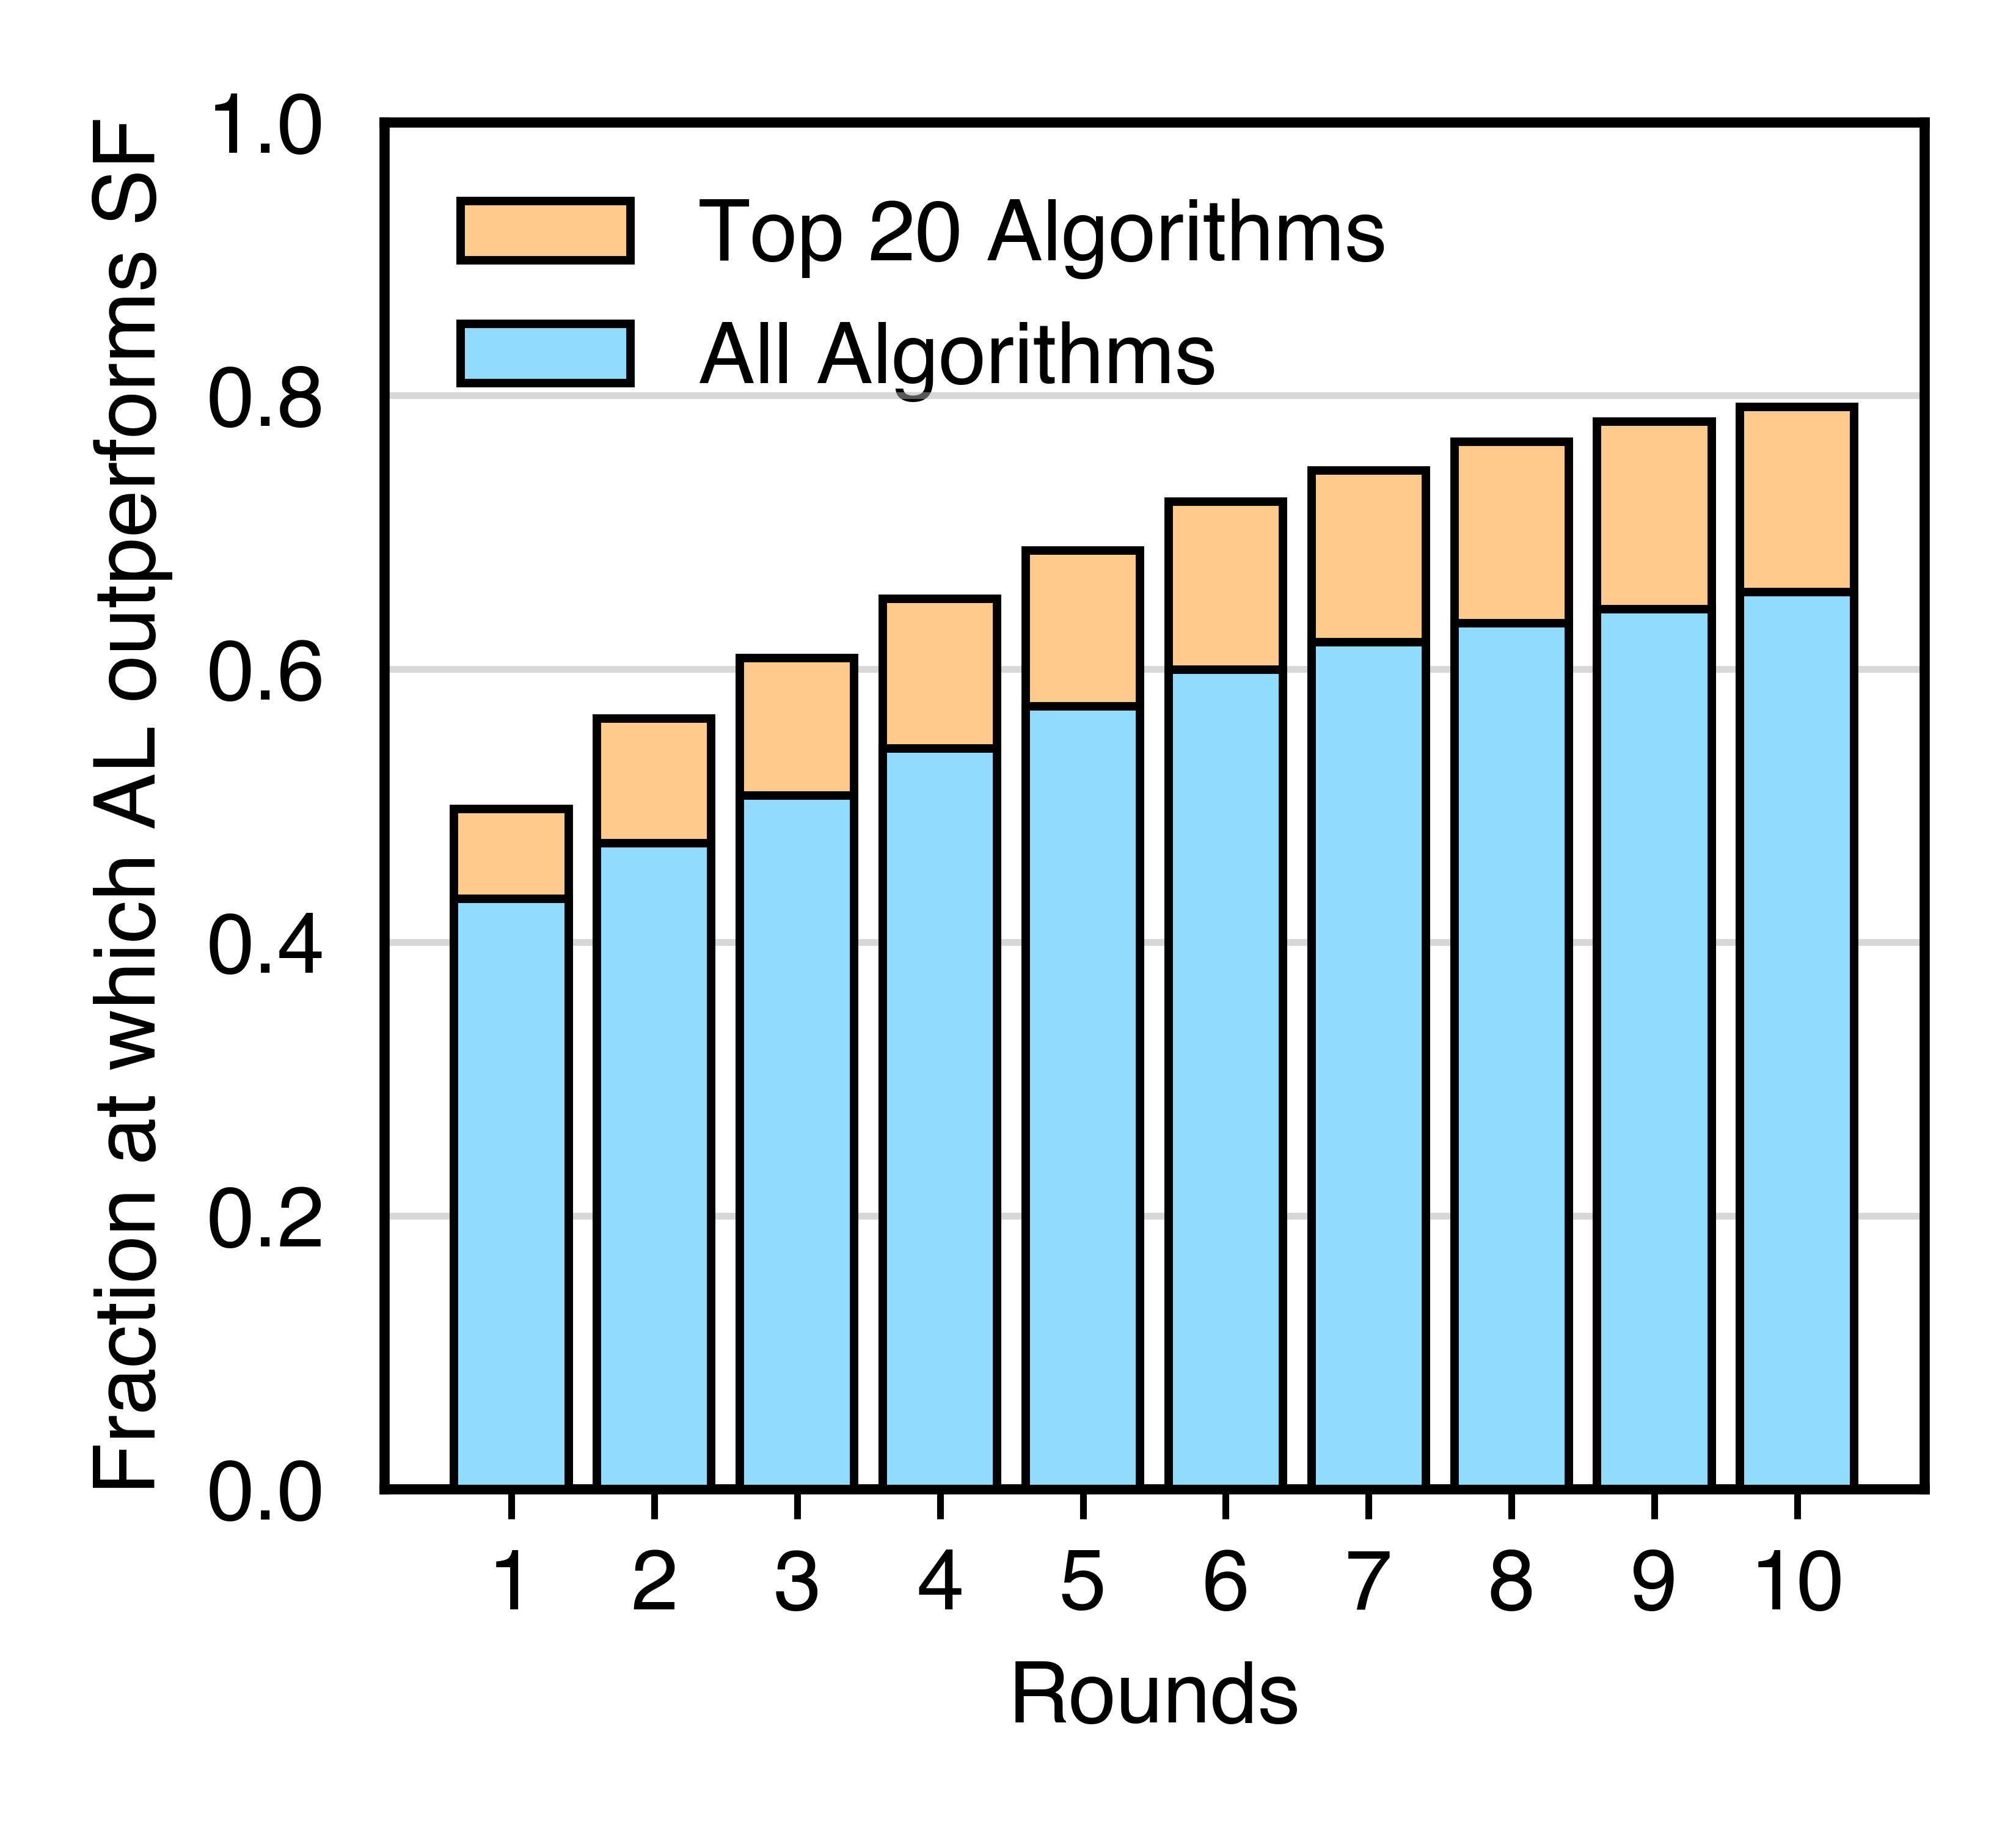 Fraction at which AL outperforms SF
1.0
0.8
0.6
0.4
0.2
0.0
Top 20 Algorithms
All Algorithms
1 2 3 4 5 6 7 8 9 10
Rounds